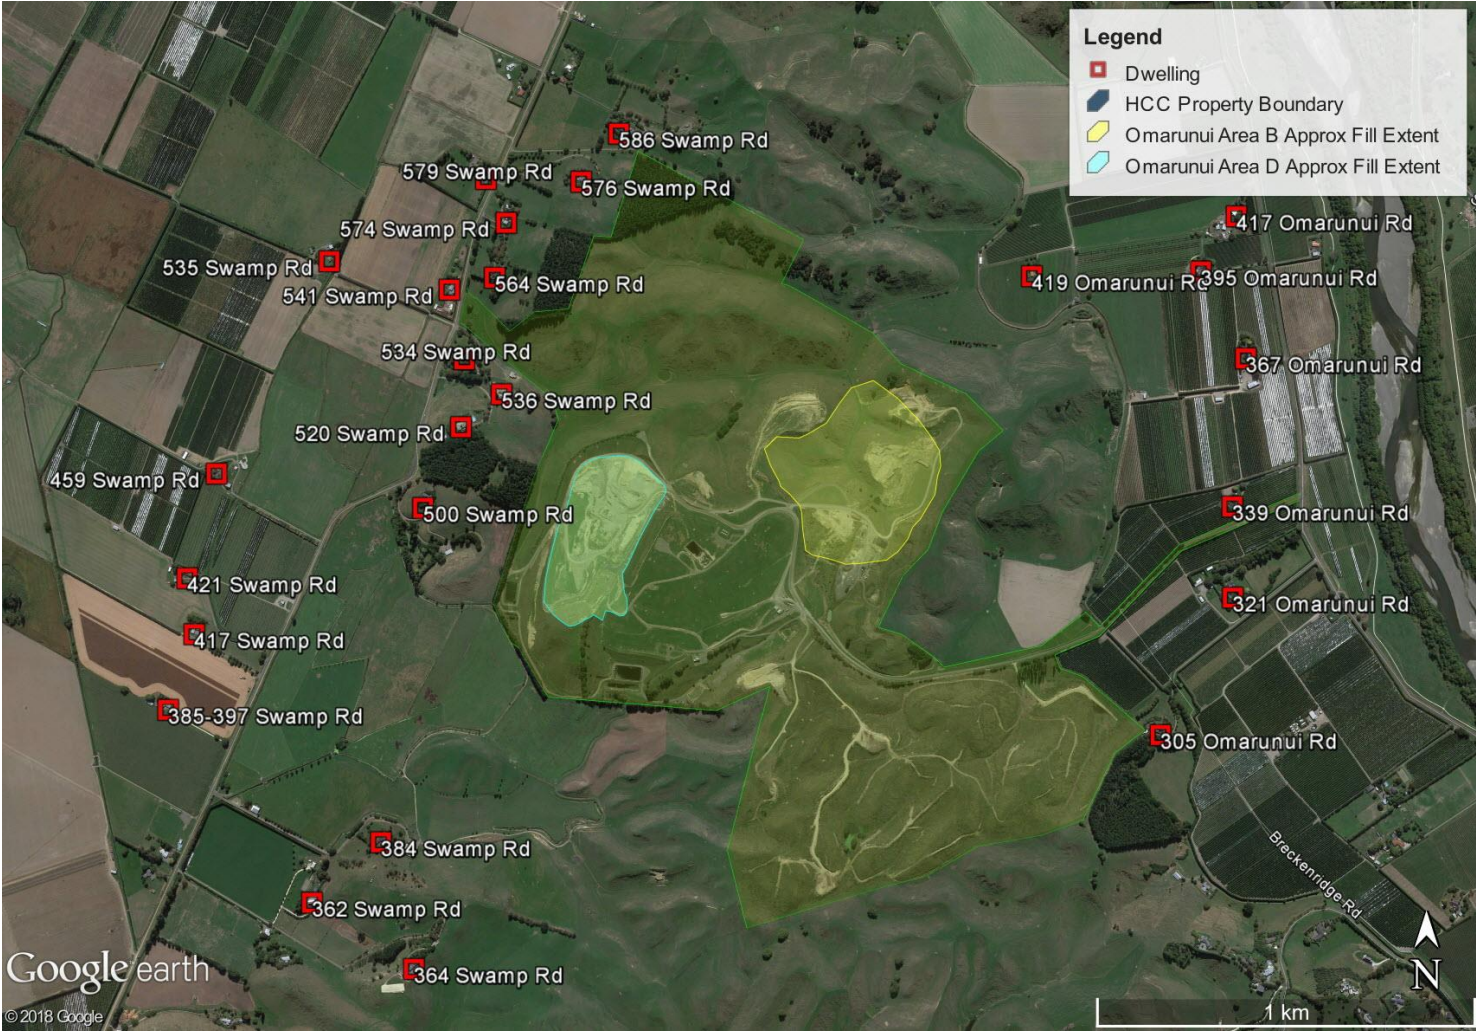 Legend
Dwelling
HCC Property Boundary
Omarunui Area B Approx Fill Extent
Omarunui Area D Approx Fill Extent
586 Swamp Rd
579 Swamp Rd
576 Swamp Rd
574 Swamp Rd
417 Omarunui Rd
535 Swamp Rd
564 Swamp Rd
419 Omarunui Rd
395 Omarunui Rd
541 Swamp Rd
534 Swamp Rd
367 Omarunui Rd
536 Swamp Rd
520 Swamp Rd
459 Swamp Rd
500 Swamp Rd
339 Omarunui Rd
421 Swamp Rd
321 Omarunui Rd
417 Swamp Rd
385-397 Swamp Rd
305 Omarunui Rd
384 Swamp Rd
Breckenridge Rd
362 Swamp Rd
364 Swamp Rd
Google earth
N
© 2018 Google
1 km